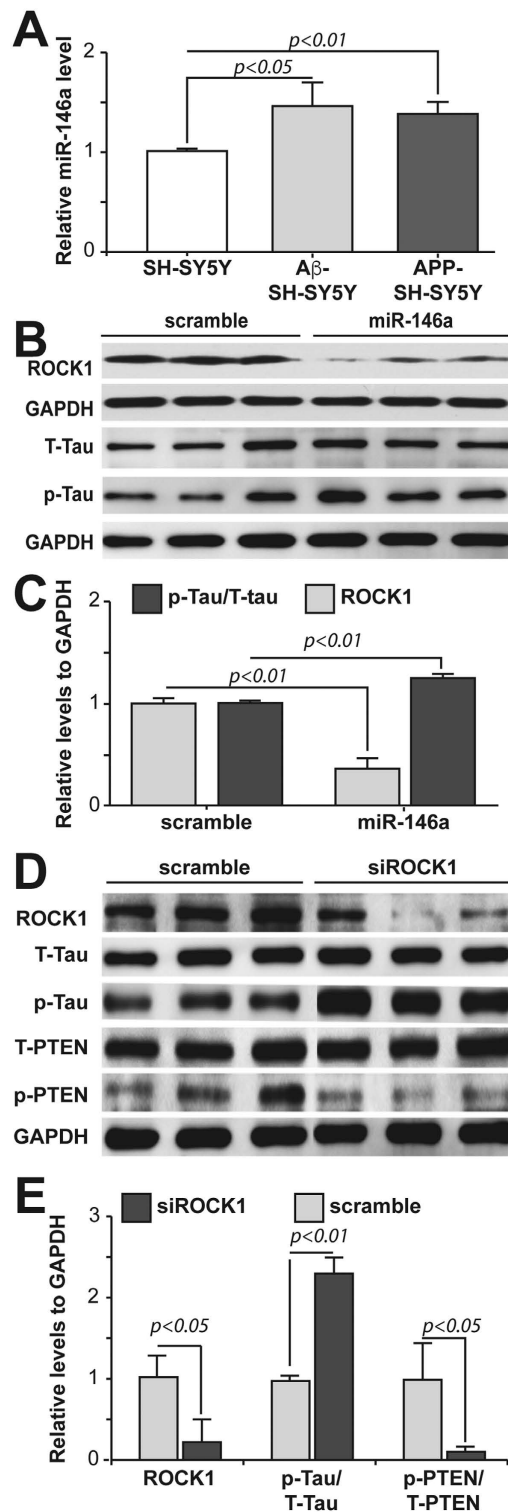 A
Relative miR-146a level
2
1
0
p<0.01
p<0.05
SH-SY5Y
Aβ-
SH-SY5Y
APP-
SH-SY5Y
B
scramble
miR-146a
ROCK1
GAPDH
T-Tau
p-Tau
GAPDH
C
Relative levels to GAPDH
2
1
0
p-Tau/T-tau
ROCK1
p<0.01
p<0.01
scramble
miR-146a
D
scramble
siROCK1
ROCK1
T-Tau
p-Tau
T-PTEN
p-PTEN
GAPDH
E
Relative levels to GAPDH
3
2
1
0
siROCK1
scramble
p<0.01
p<0.05
p<0.05
ROCK1
p-Tau/
T-Tau
p-PTEN/
T-PTEN